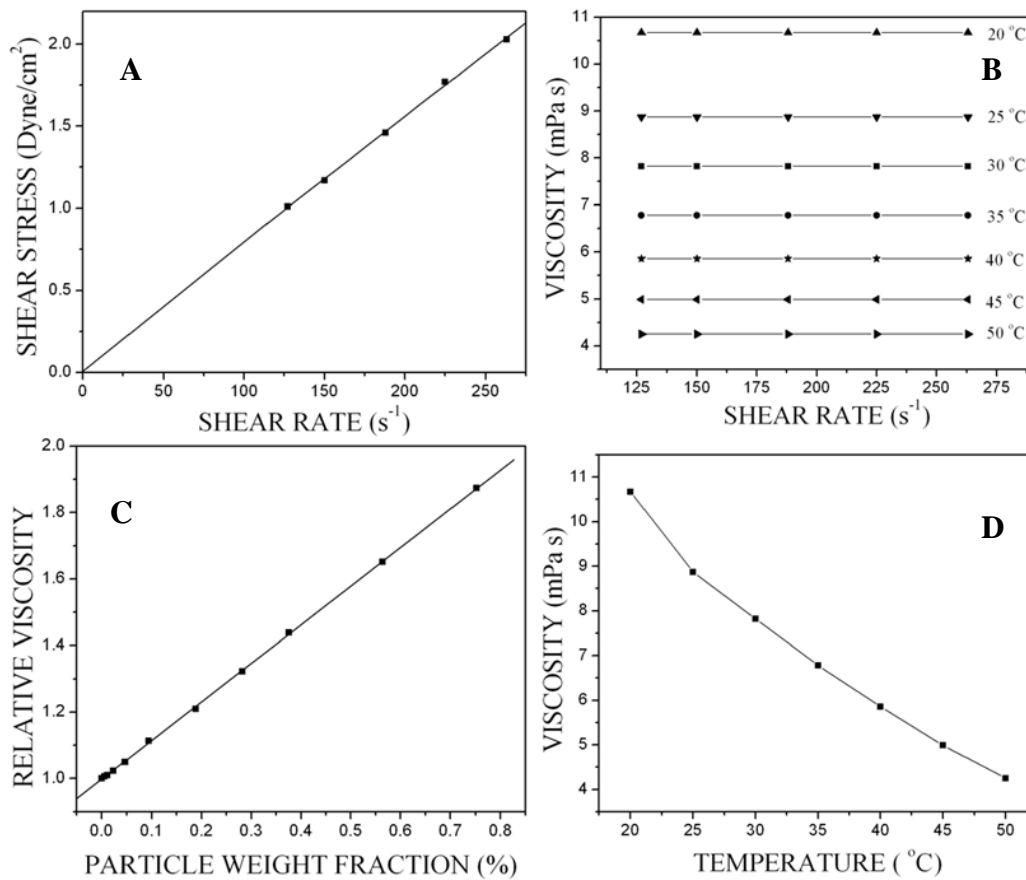 A
SHEAR STRESS (Dyne/cm²)
2.0
1.5
1.0
0.5
0.0
0 50 100 150 200 250
SHEAR RATE (s⁻¹)
B
VISCOSITY (mPa s)
11
10
9
8
7
6
5
4
20 °C
25 °C
30 °C
35 °C
40 °C
45 °C
50 °C
125 150 175 200 225 250 275
SHEAR RATE (s⁻¹)
C
RELATIVE VISCOSITY
2.0
1.8
1.6
1.4
1.2
1.0
0.0 0.1 0.2 0.3 0.4 0.5 0.6 0.7 0.8
PARTICLE WEIGHT FRACTION (%)
D
VISCOSITY (mPa s)
11
10
9
8
7
6
5
4
20 25 30 35 40 45 50
TEMPERATURE ( °C)